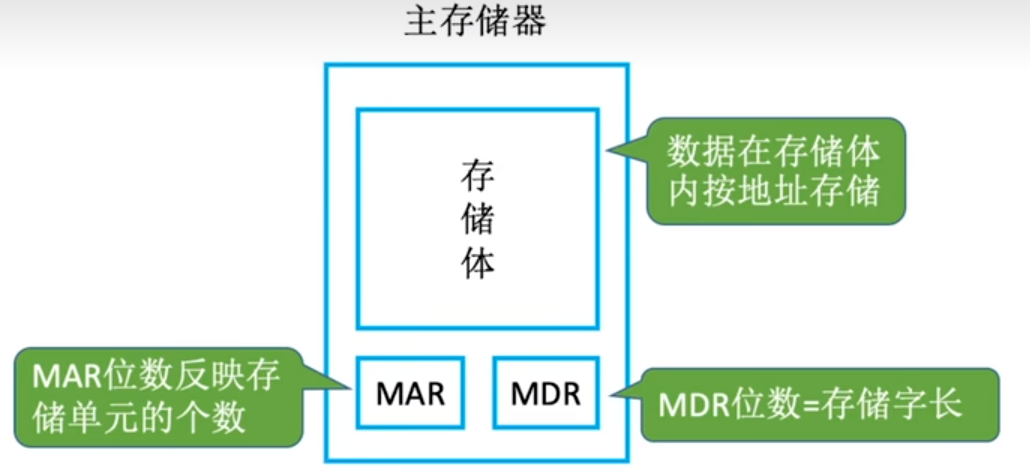 主存储器
数据在存储体
内按地址存储
存
储
体
MAR位数反映存
储单元的个数
MAR
MDR
MDR位数=存储字长